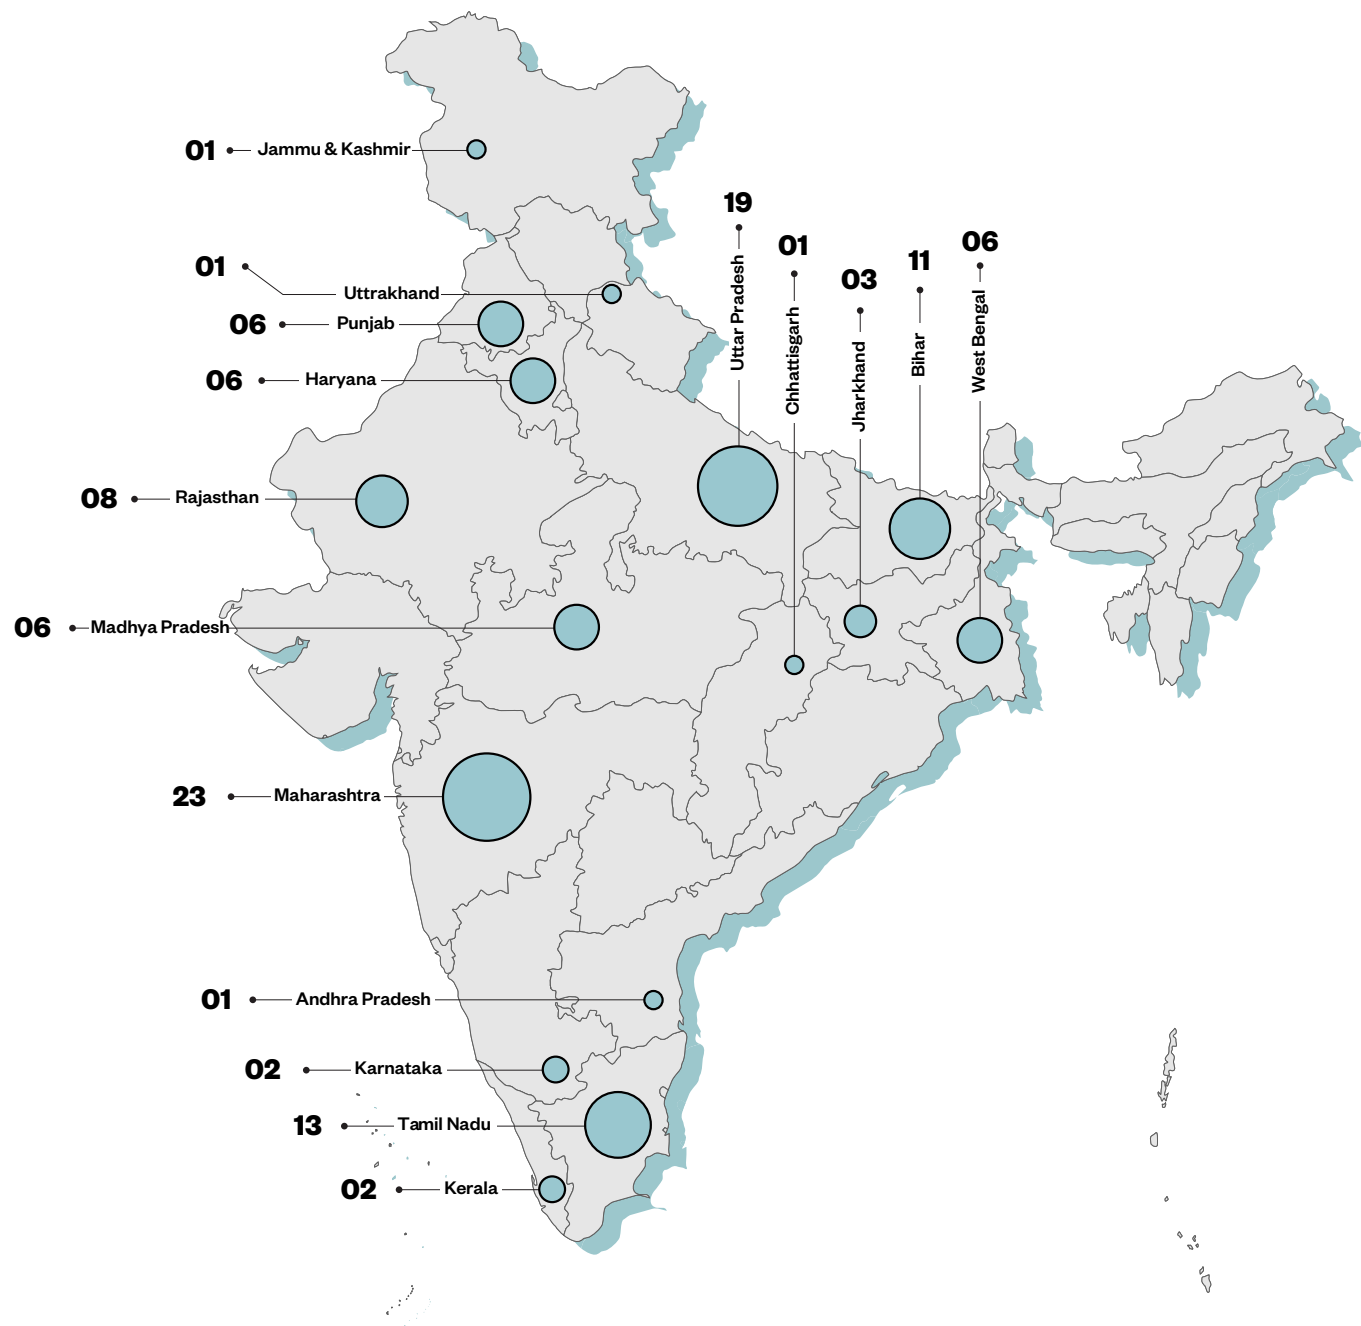 01 Jammu & Kashmir
19
Uttar Pradesh
01
Chhattisgarh
03
Jharkhand
11
Bihar
06
West Bengal
01 Uttrakhand
06 Punjab
06 Haryana
08 Rajasthan
06 Madhya Pradesh
23 Maharashtra
01 Andhra Pradesh
02 Karnataka
13 Tamil Nadu
02 Kerala